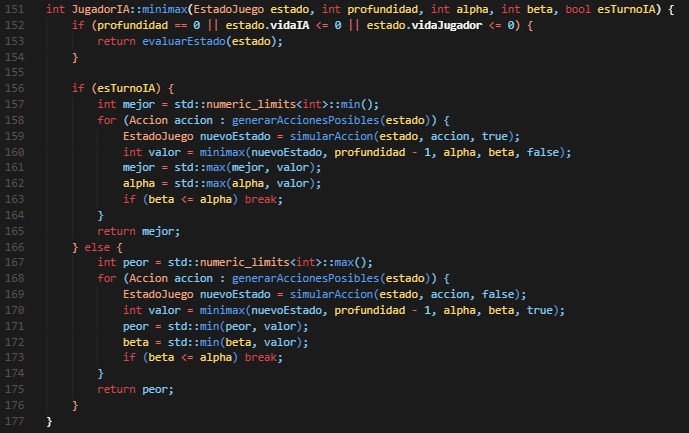 151 int JugadorIA::minimax(EstadoJuego estado, int profundidad, int alpha, int beta, bool esTurnoIA) {
152     if (profundidad == 0 || estado.vidaIA <= 0 || estado.vidaJugador <= 0) {
153         return evaluarEstado(estado);
154     }
155
156     if (esTurnoIA) {
157         int mejor = std::numeric_limits<int>::min();
158         for (Accion accion : generarAccionesPosibles(estado)) {
159             EstadoJuego nuevoEstado = simularAccion(estado, accion, true);
160             int valor = minimax(nuevoEstado, profundidad - 1, alpha, beta, false);
161             mejor = std::max(mejor, valor);
162             alpha = std::max(alpha, valor);
163             if (beta <= alpha) break;
164         }
165         return mejor;
166     } else {
167         int peor = std::numeric_limits<int>::max();
168         for (Accion accion : generarAccionesPosibles(estado)) {
169             EstadoJuego nuevoEstado = simularAccion(estado, accion, false);
170             int valor = minimax(nuevoEstado, profundidad - 1, alpha, beta, true);
171             peor = std::min(peor, valor);
172             beta = std::min(beta, valor);
173             if (beta <= alpha) break;
174         }
175         return peor;
176     }
177 }